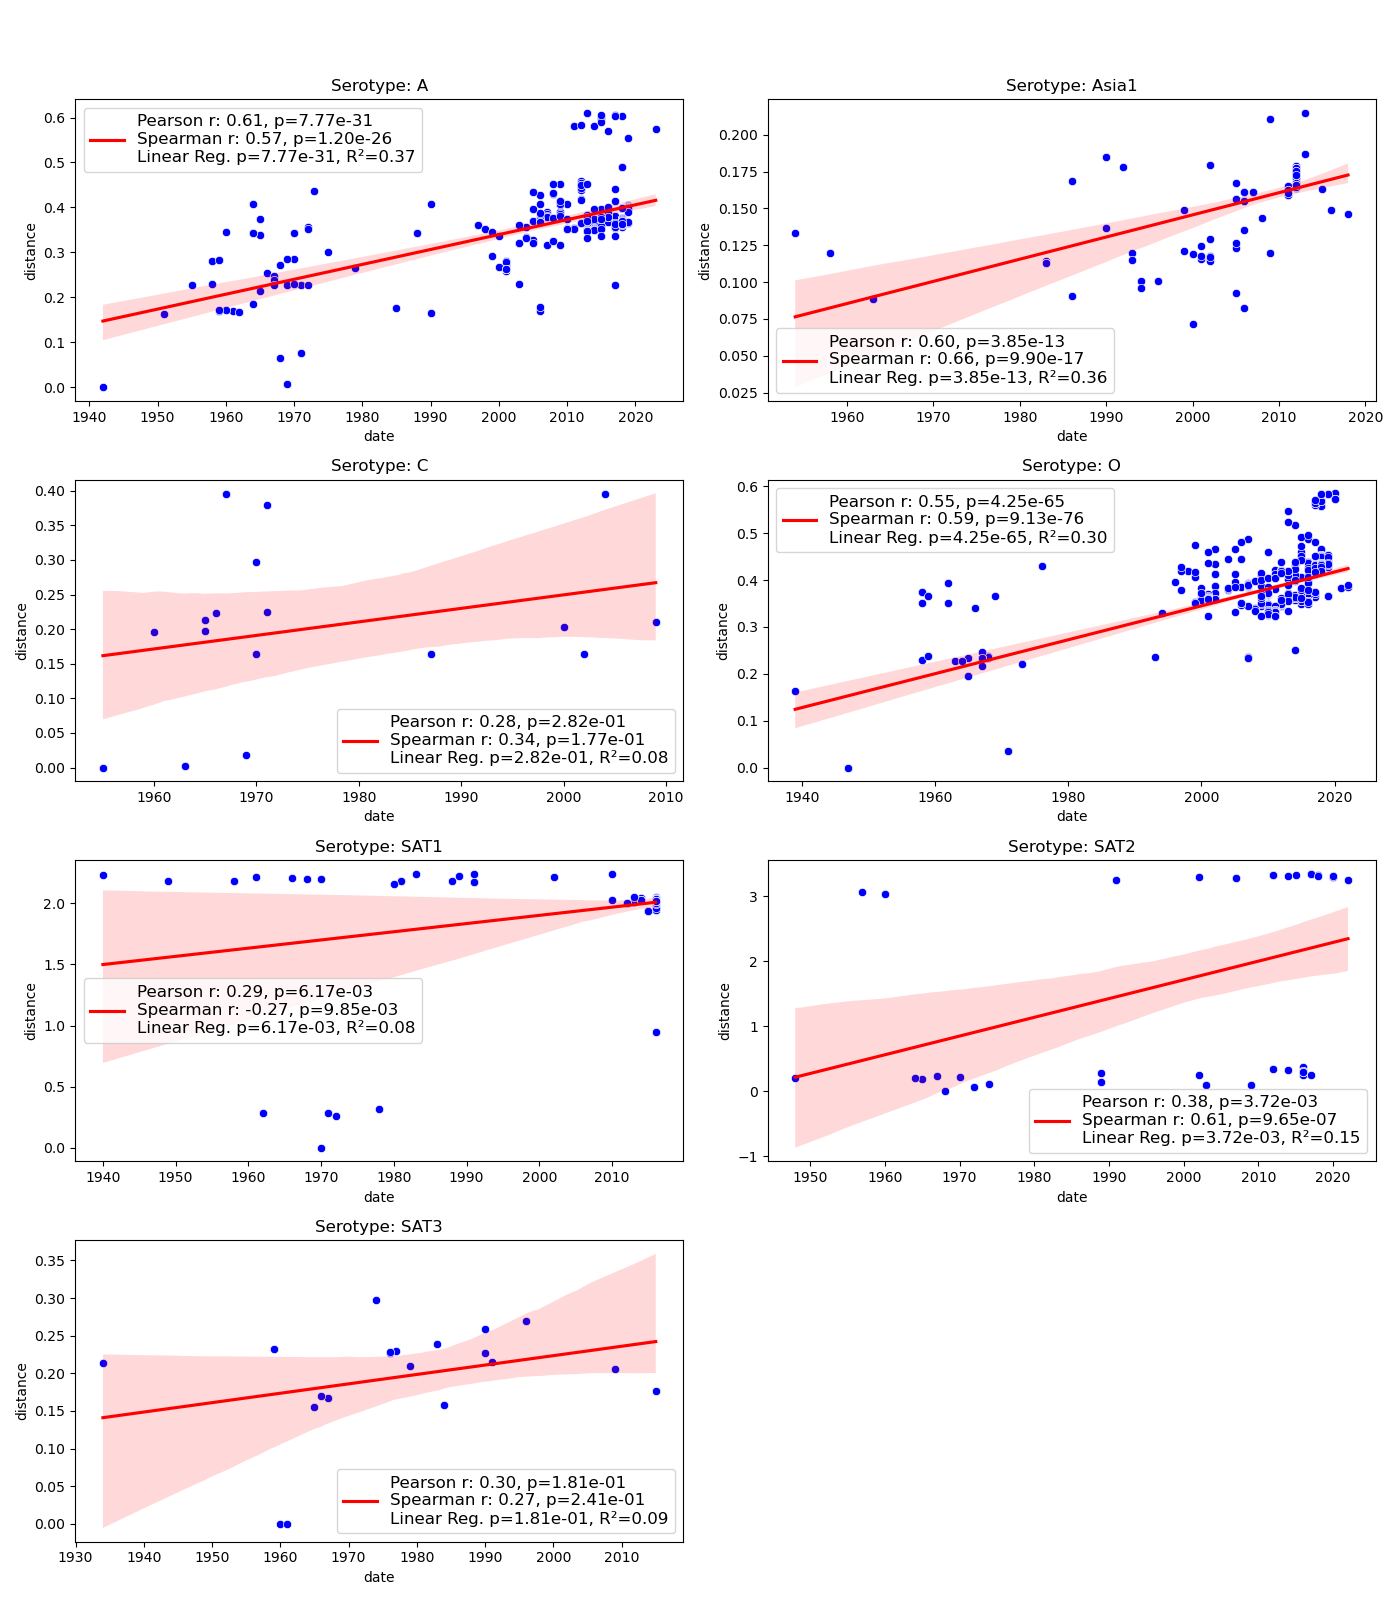 Serotype: A
Pearson r: 0.61, p=7.77e-31
Spearman r: 0.57, p=1.20e-26
Linear Reg. p=7.77e-31, R²=0.37
0.6
0.5
0.4
0.3
0.2
0.1
0.0
distance
1940 1950 1960 1970 1980 1990 2000 2010 2020
date
Serotype: Asia1
0.200
0.175
0.150
0.125
0.100
0.075
0.050
0.025
distance
Pearson r: 0.60, p=3.85e-13
Spearman r: 0.66, p=9.90e-17
Linear Reg. p=3.85e-13, R²=0.36
1960 1970 1980 1990 2000 2010 2020
date
Serotype: C
0.40
0.35
0.30
0.25
0.20
0.15
0.10
0.05
0.00
distance
Pearson r: 0.28, p=2.82e-01
Spearman r: 0.34, p=1.77e-01
Linear Reg. p=2.82e-01, R²=0.08
1960 1970 1980 1990 2000 2010
date
Serotype: O
Pearson r: 0.55, p=4.25e-65
Spearman r: 0.59, p=9.13e-76
Linear Reg. p=4.25e-65, R²=0.30
0.6
0.5
0.4
0.3
0.2
0.1
0.0
distance
1940 1960 1980 2000 2020
date
Serotype: SAT1
2.0
1.5
1.0
0.5
0.0
distance
Pearson r: 0.29, p=6.17e-03
Spearman r: -0.27, p=9.85e-03
Linear Reg. p=6.17e-03, R²=0.08
1940 1950 1960 1970 1980 1990 2000 2010
date
Serotype: SAT2
3
2
1
0
−1
distance
Pearson r: 0.38, p=3.72e-03
Spearman r: 0.61, p=9.65e-07
Linear Reg. p=3.72e-03, R²=0.15
1950 1960 1970 1980 1990 2000 2010 2020
date
Serotype: SAT3
0.35
0.30
0.25
0.20
0.15
0.10
0.05
0.00
distance
Pearson r: 0.30, p=1.81e-01
Spearman r: 0.27, p=2.41e-01
Linear Reg. p=1.81e-01, R²=0.09
1930 1940 1950 1960 1970 1980 1990 2000 2010
date